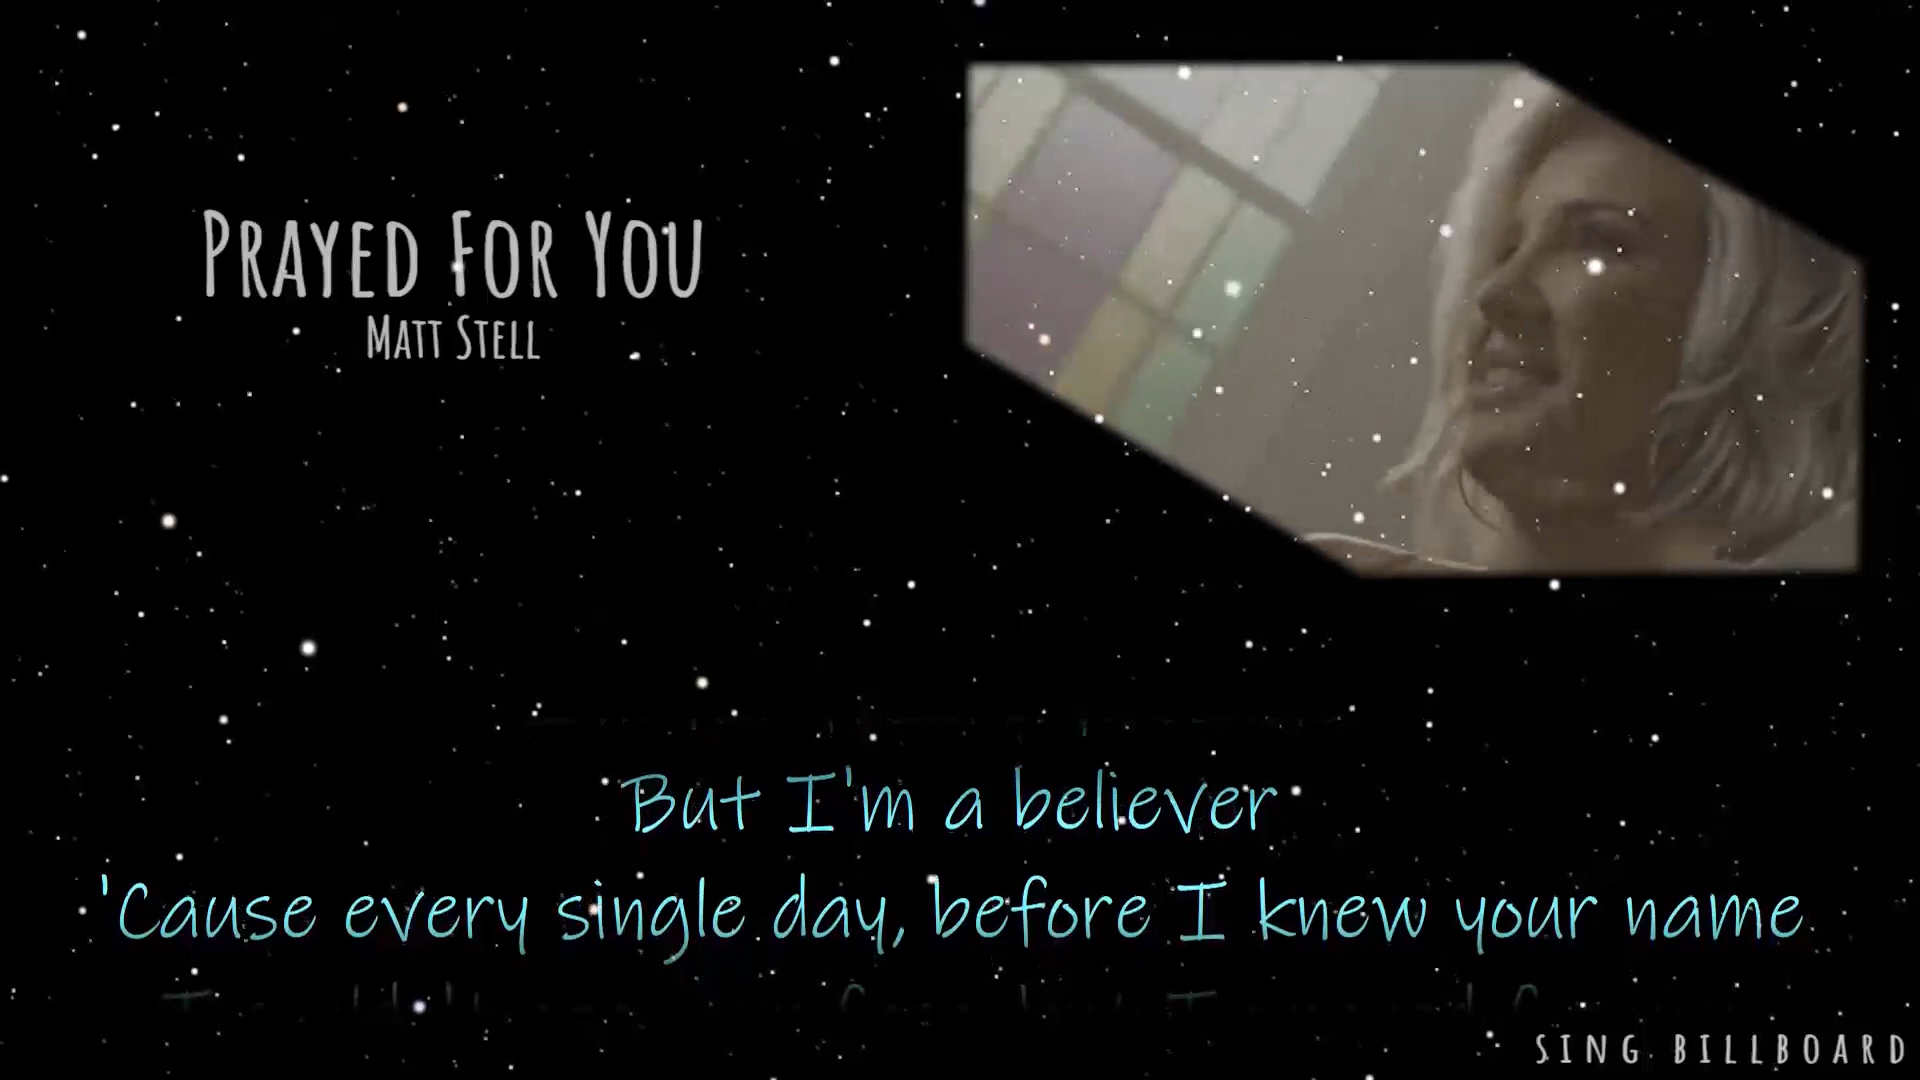 Prayed For You
Matt Stell
But I'm a believer
'Cause every single day, before I knew your name
SING BILLBOARD